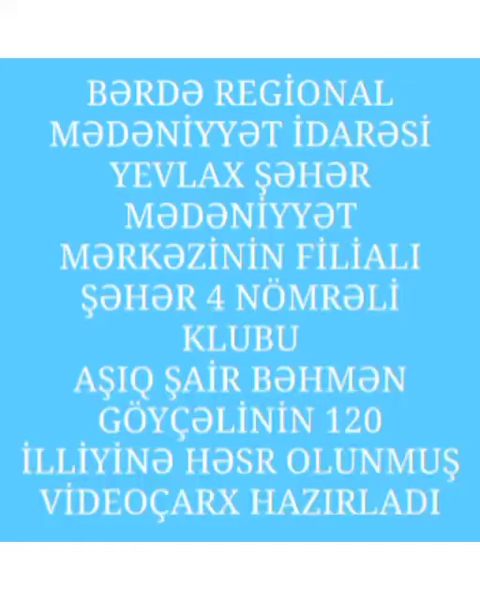 BƏRDƏ REGİONAL
MƏDƏNİYYƏT İDARƏSİ
YEVLAX ŞƏHƏR
MƏDƏNİYYƏT
MƏRKƏZİNİN FİLİALI
ŞƏHƏR 4 NÖMRƏLİ
KLUBU
AŞIQ ŞAİR BƏHMƏN
GÖYÇƏLİNİN 120
İLLİYİNƏ HƏSR OLUNMUŞ
VİDEOÇARX HAZIRLADI